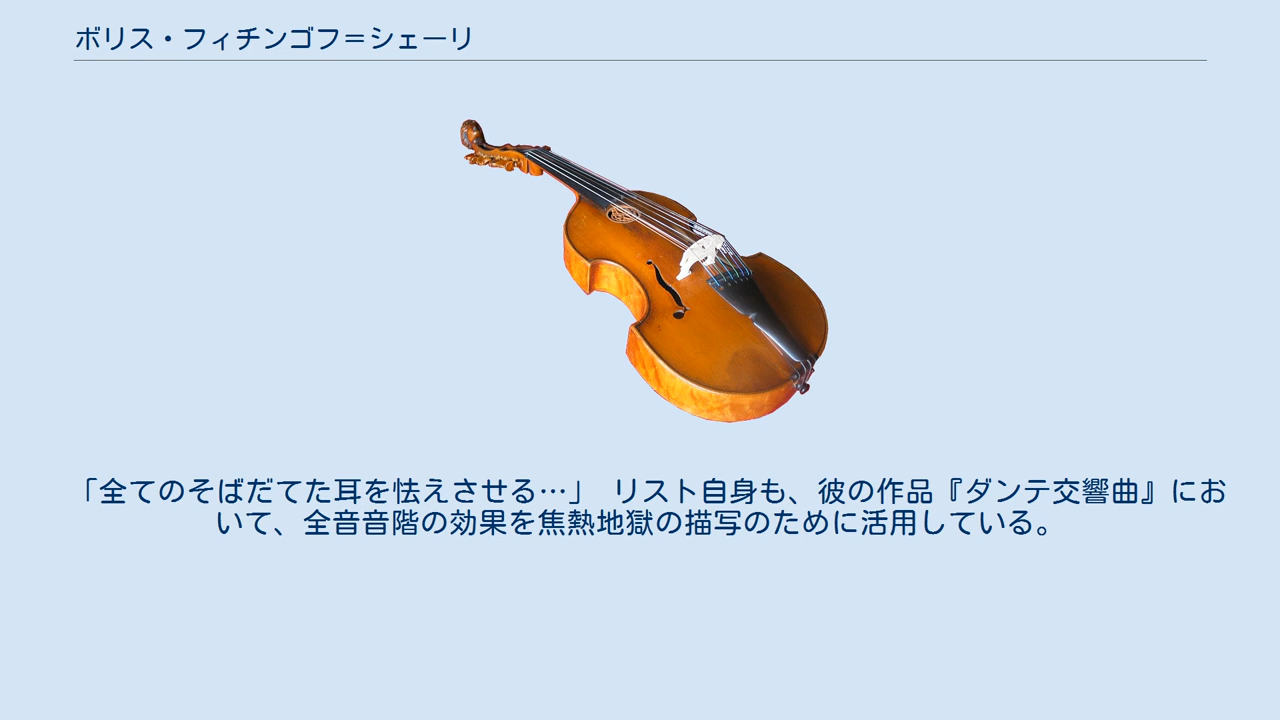 ボリス・フィチンゴフ＝シェーリ
「全てのそばだてた耳を怯えさせる…」　リスト自身も、彼の作品『ダンテ交響曲』にお
いて、全音音階の効果を焦熱地獄の描写のために活用している。